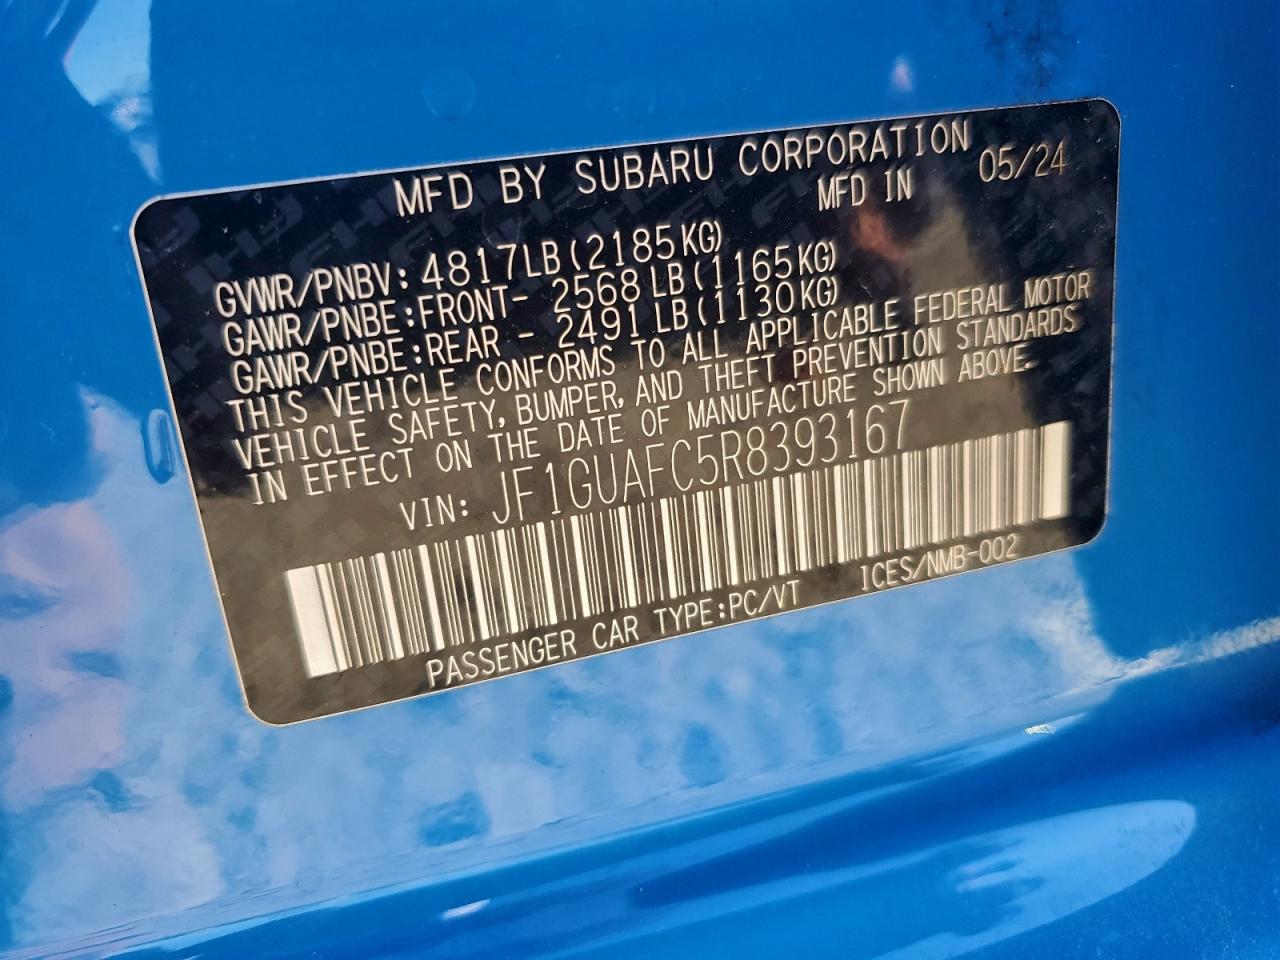 MFD BY SUBARU CORPORATION
MFD IN 05/24
GVWR/PNBV: 4817LB (2185KG)
GAWR/PNBE:FRONT- 2568 LB (1165KG)
GAWR/PNBE:REAR - 2491 LB (1130KG)
THIS VEHICLE CONFORMS TO ALL APPLICABLE FEDERAL MOTOR
VEHICLE SAFETY, BUMPER, AND THEFT PREVENTION STANDARDS
IN EFFECT ON THE DATE OF MANUFACTURE SHOWN ABOVE.
VIN: JF1GUAFC5R8393167
PASSENGER CAR TYPE:PC/VT ICES/NMB-002